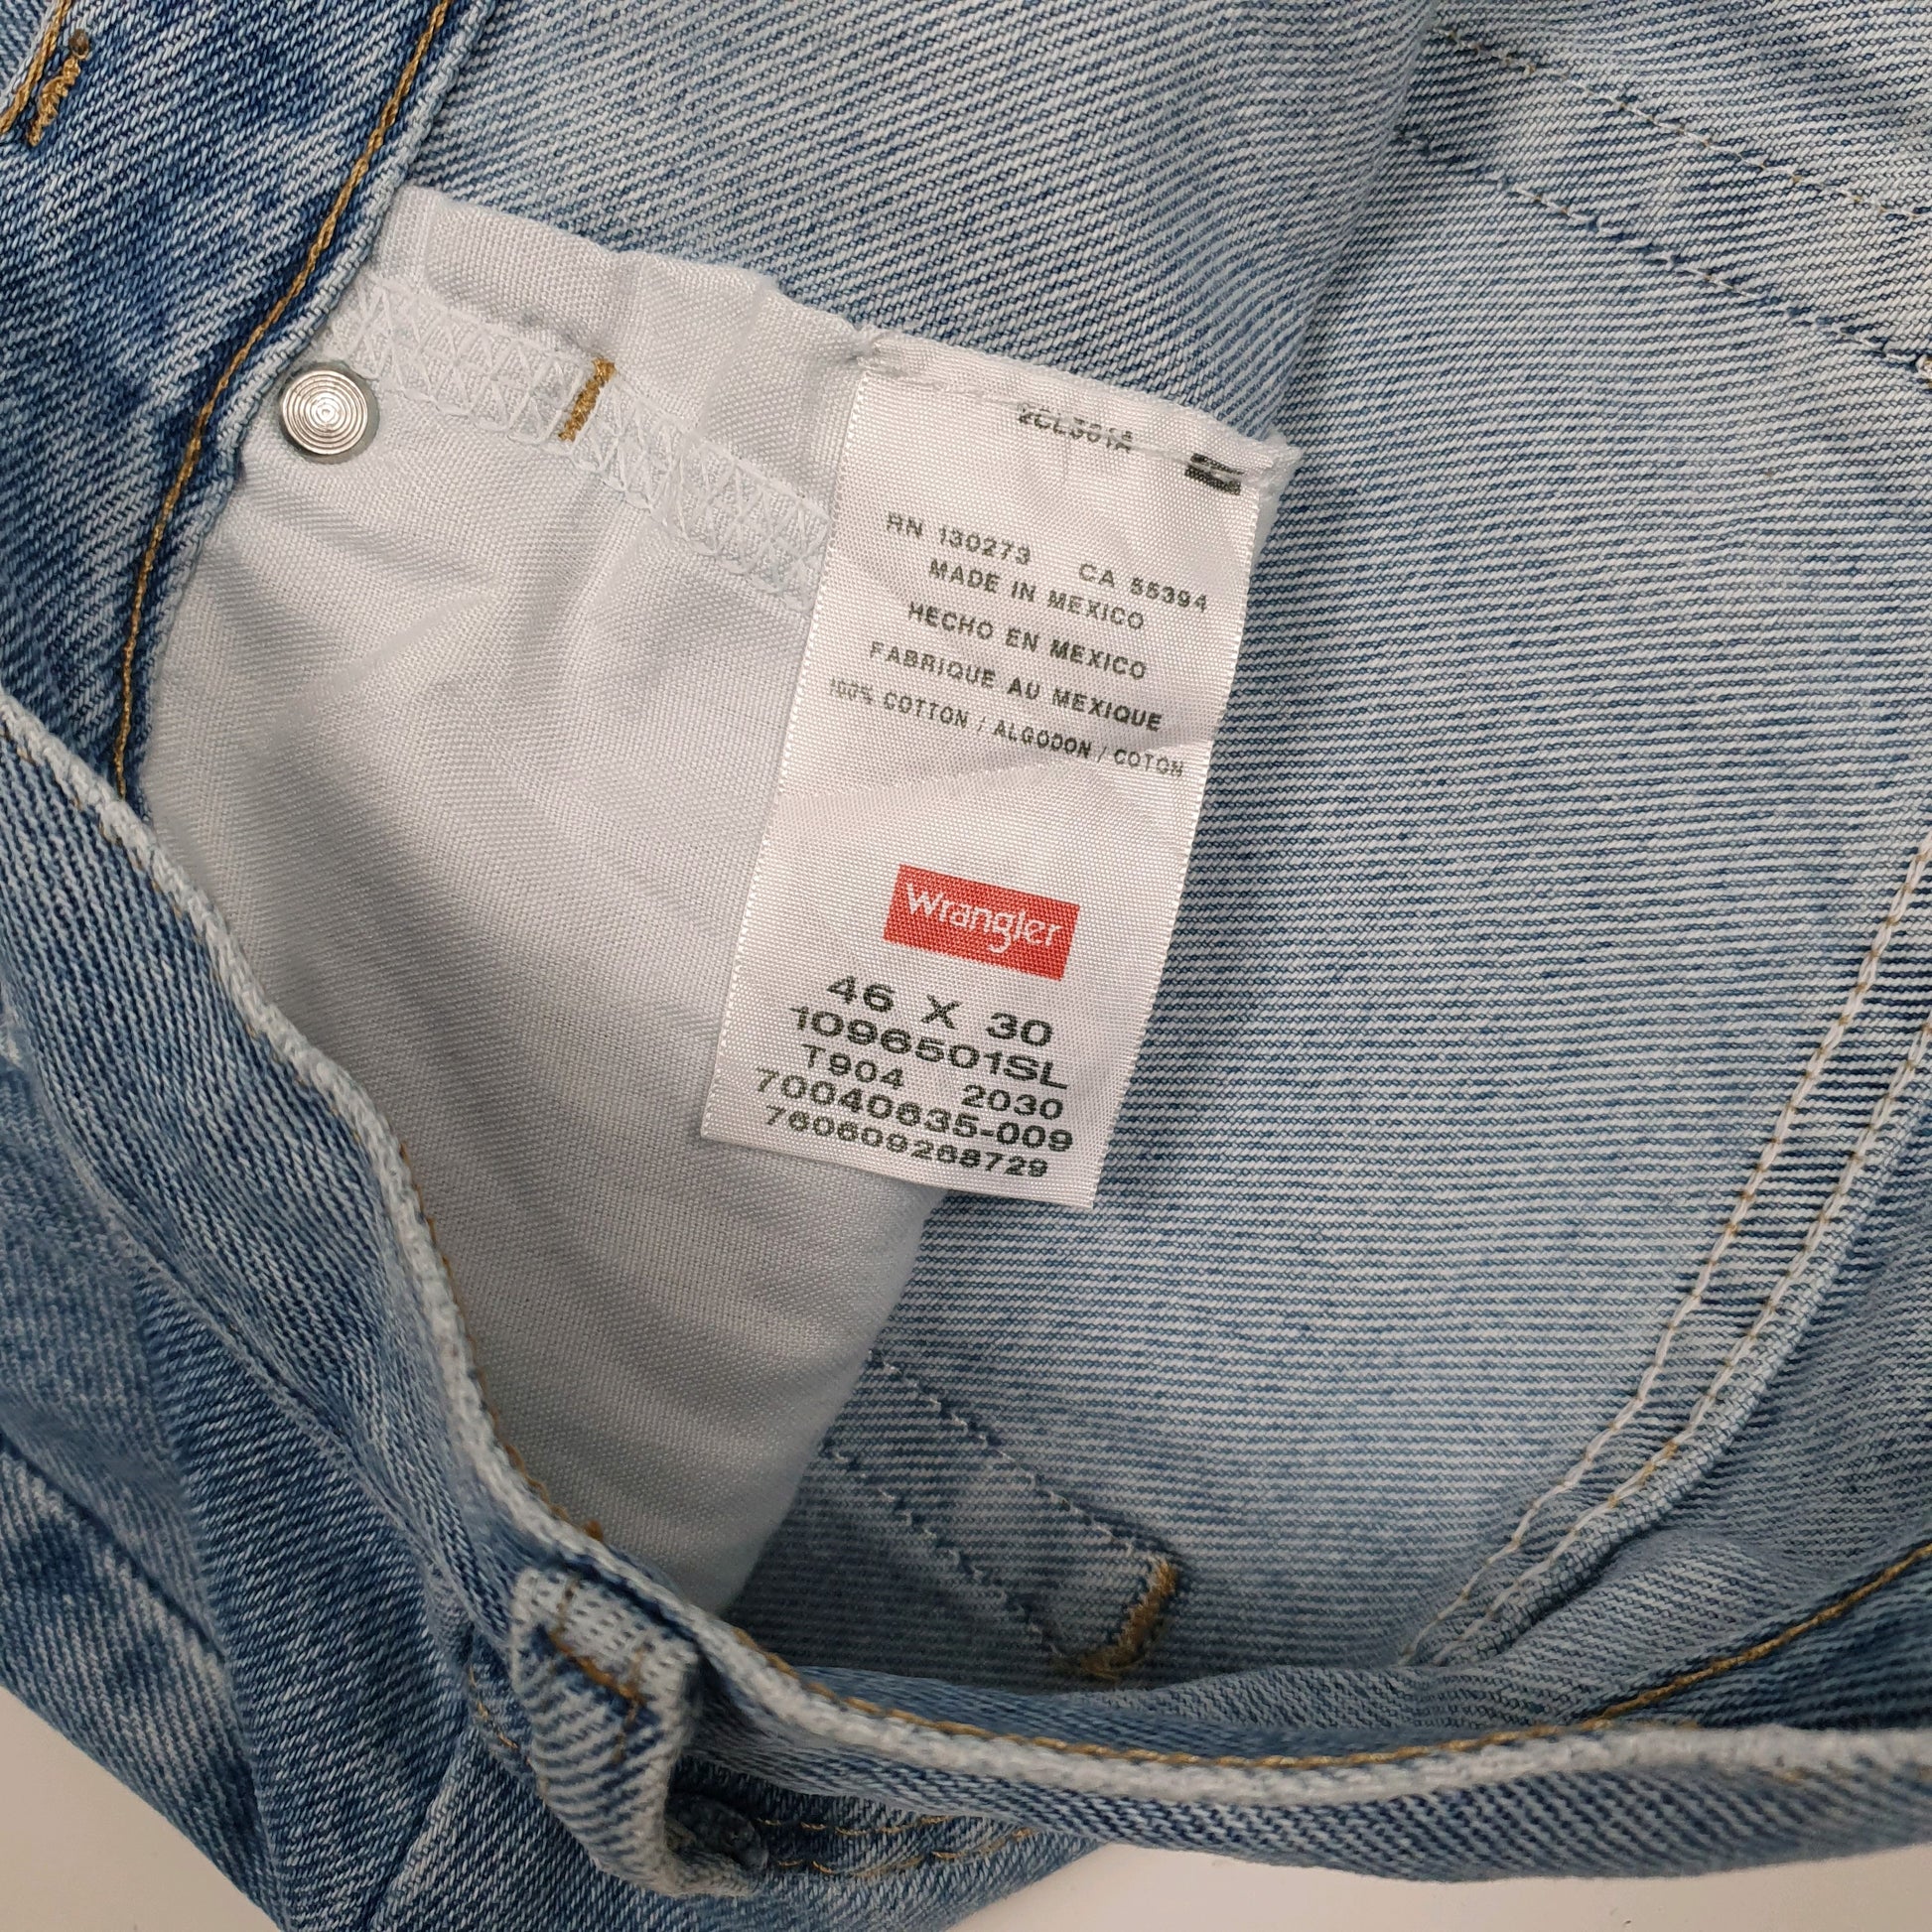 RN 130273 CA 55394
MADE IN MEXICO
HECHO EN MEXICO
FABRIQUE AU MEXIQUE
100% COTTON / ALGODON / COTON
Wrangler
46 X 30
1096501SL
T904 2030
70040635-009
760609268729